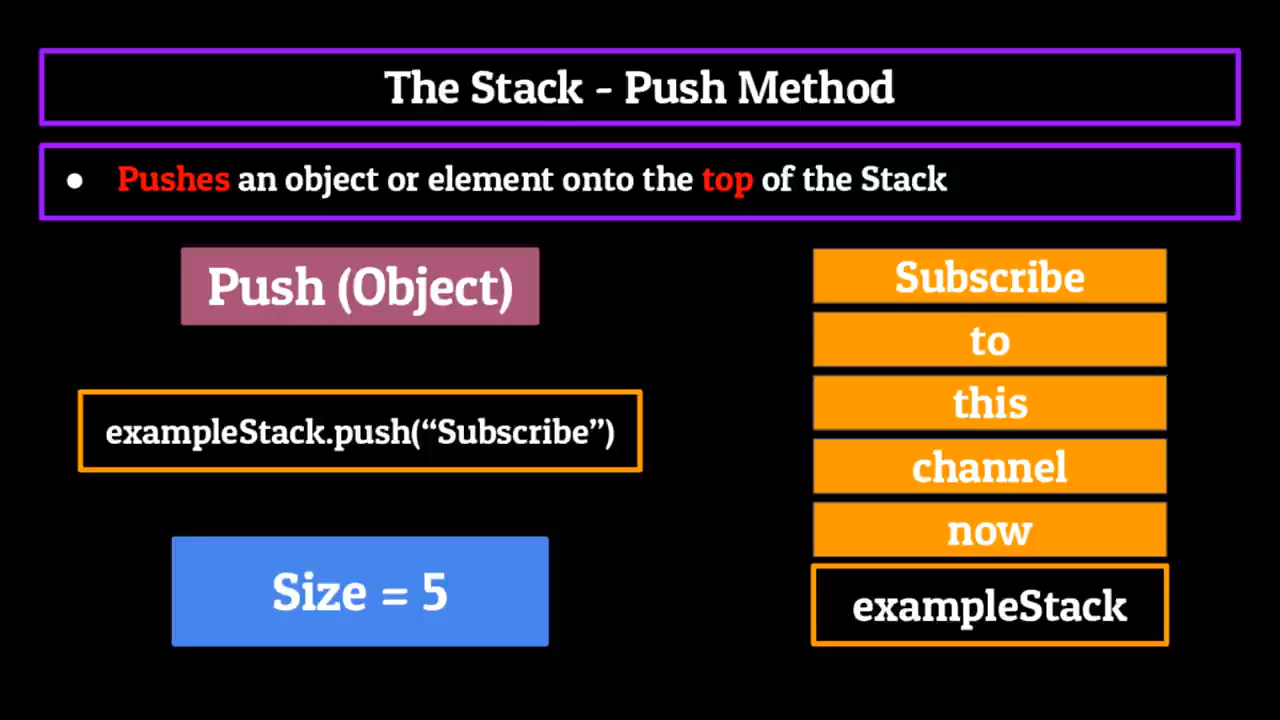 The Stack - Push Method
● Pushes an object or element onto the top of the Stack
Push (Object)
exampleStack.push(“Subscribe”)
Size = 5
Subscribe
to
this
channel
now
exampleStack